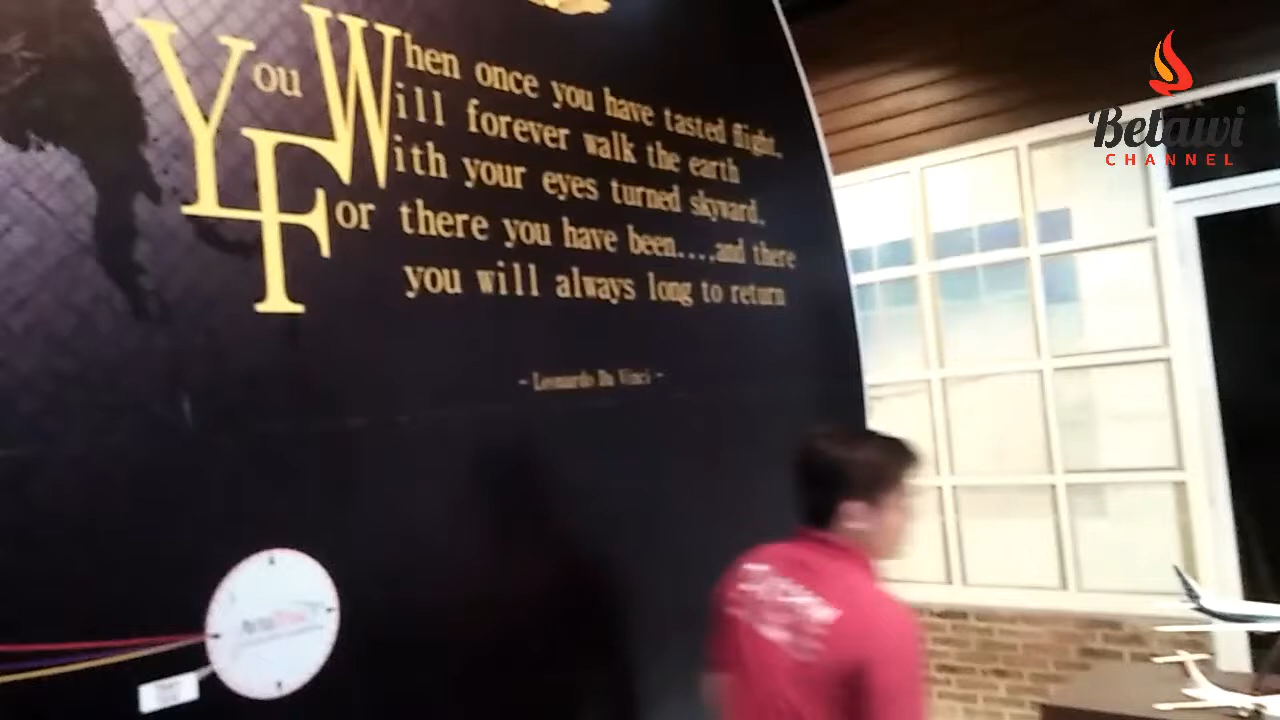 When once you have tasted flight,
You Will forever walk the earth
With your eyes turned skyward.
For there you have been....and there
you will always long to return
- Leonardo Da Vinci -
Betawi
CHANNEL